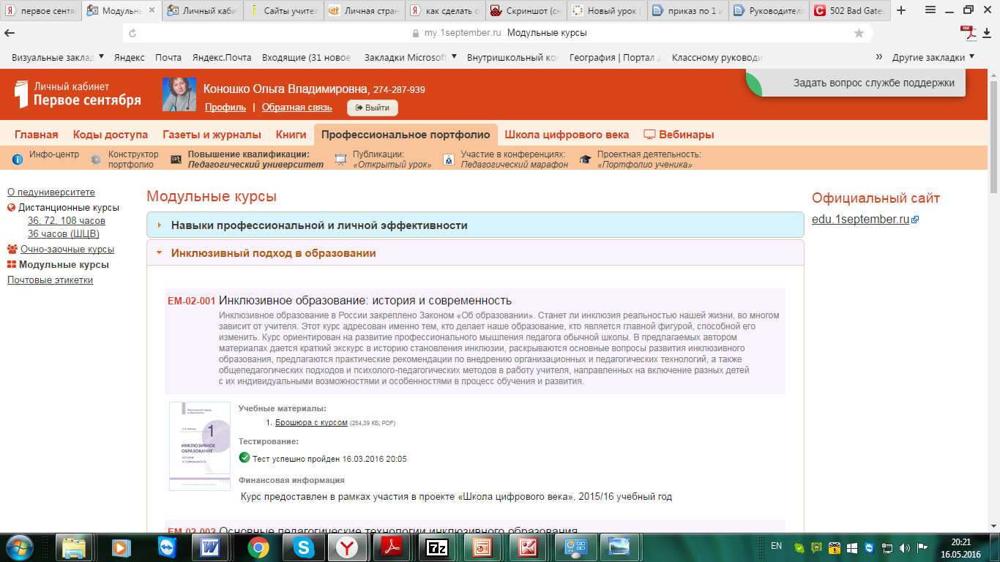 первое сентя
Модульны
Личный каби
Сайты учител
Личная стран
как сделать с
Скриншот (сн
Новый урок |
приказ по 1 и
Руководителя
502 Bad Gatew
my.1september.ru Модульные курсы
Визуальные заклад
Яндекс
Почта
Яндекс.Почта
Входящие (31 новое
Закладки Microsoft
Внутришкольный ко
География | Портал д
Классному руководи
»
Другие закладки
Личный кабинет
Первое сентября
Коношко Ольга Владимировна, 274-287-939
Профиль | Обратная связь
Выйти
Задать вопрос службе поддержки
Главная
Коды доступа
Газеты и журналы
Книги
Профессиональное портфолио
Школа цифрового века
Вебинары
Инфо-центр
Конструктор
портфолио
Повышение квалификации:
Педагогический университет
Публикации:
«Открытый урок»
Участие в конференциях:
Педагогический марафон
Проектная деятельность:
«Портфолио ученика»
О педуниверситете
Дистанционные курсы
36, 72, 108 часов
36 часов (ШЦВ)
Очно-заочные курсы
Модульные курсы
Почтовые этикетки
Модульные курсы
Навыки профессиональной и личной эффективности
Инклюзивный подход в образовании
EM-02-001 Инклюзивное образование: история и современность
Инклюзивное образование в России закреплено Законом «Об образовании». Станет ли инклюзия реальностью нашей жизни, во многом
зависит от учителя. Этот курс адресован именно тем, кто делает наше образование, кто является главной фигурой, способной его
изменить. Курс ориентирован на развитие профессионального мышления педагога обычной школы. В предлагаемых автором
материалах дается краткий экскурс в историю становления инклюзии, раскрываются основные вопросы развития инклюзивного
образования, предлагаются практические рекомендации по внедрению организационных и педагогических технологий, а также
общепедагогических подходов и психолого-педагогических методов в работу учителя, направленных на включение разных детей
с их индивидуальными возможностями и особенностями в процесс обучения и развития.
1
ИНКЛЮЗИВНОЕ
ОБРАЗОВАНИЕ:
Учебные материалы:
1. Брошюра с курсом (284,39 КБ; PDF)
Тестирование:
Тест успешно пройден 16.03.2016 20:05
Финансовая информация
Курс предоставлен в рамках участия в проекте «Школа цифрового века», 2015/16 учебный год
EM-02-002 Основные педагогические технологии инклюзивного образования
Официальный сайт
edu.1september.ru
EN
20:21
16.05.2016